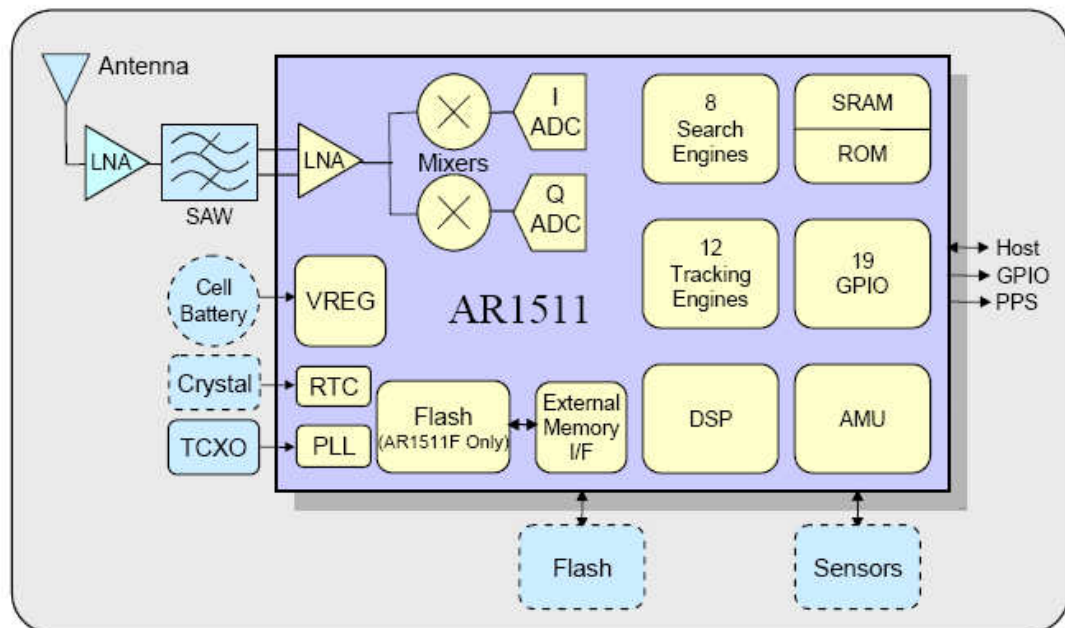 Antenna
LNA
SAW
LNA
Mixers
I
ADC
Q
ADC
8
Search
Engines
SRAM
ROM
12
Tracking
Engines
19
GPIO
Host
GPIO
PPS
Cell
Battery
VREG
AR1511
Crystal
RTC
TCXO
PLL
Flash
(AR1511F Only)
External
Memory
I/F
DSP
AMU
Flash
Sensors